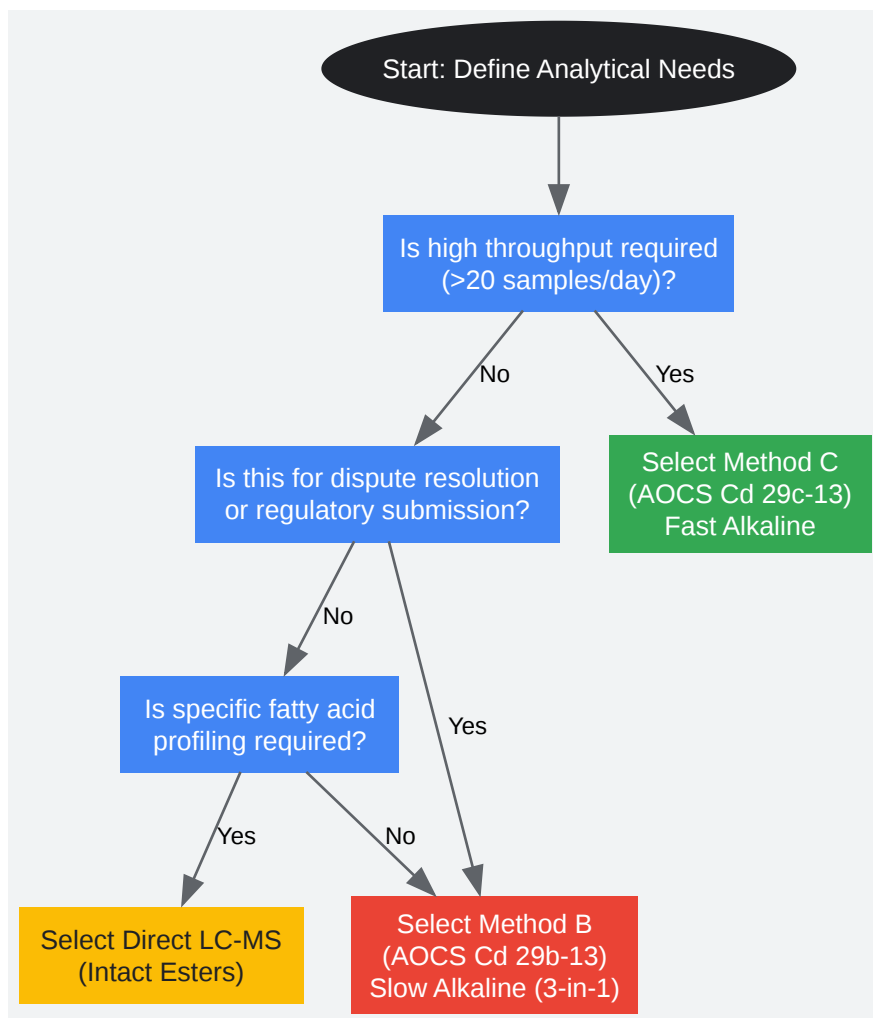 Start: Define Analytical Needs
Is high throughput required
(>20 samples/day)?
No
Yes
Is this for dispute resolution
or regulatory submission?
Select Method C
(AOCS Cd 29c-13)
Fast Alkaline
No
Yes
Is specific fatty acid
profiling required?
Yes
No
Select Direct LC-MS
(Intact Esters)
Select Method B
(AOCS Cd 29b-13)
Slow Alkaline (3-in-1)